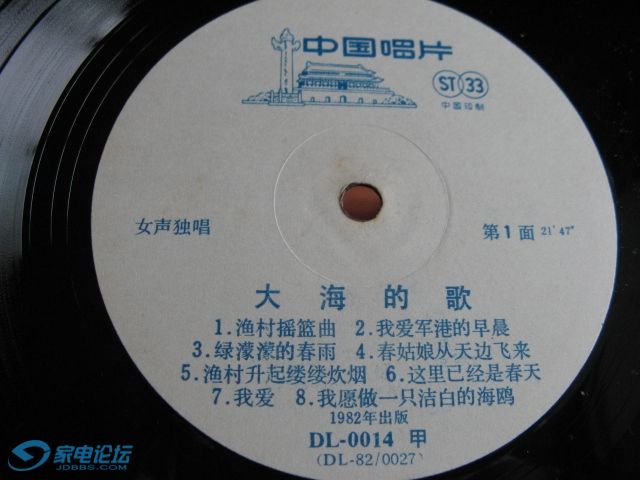 中国唱片
ST 33
中国印制
女声独唱
第1面 21′47″
大海的歌
1.渔村摇篮曲 2.我爱军港的早晨
3.绿濛濛的春雨 4.春姑娘从天边飞来
5.渔村升起缕缕炊烟 6.这里已经是春天
7.我爱 8.我愿做一只洁白的海鸥
1982年出版
DL-0014 甲
(DL-82/0027)
家电论坛
JDBBS.COM